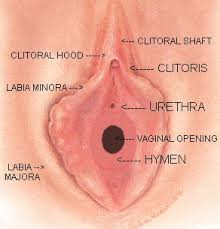 <--- CLITORAL SHAFT
CLITORAL HOOD ----->
<----- CLITORIS
LABIA MINORA --->
<----- URETHRA
<--- VAGINAL OPENING
<----- HYMEN
LABIA -->
MAJORA